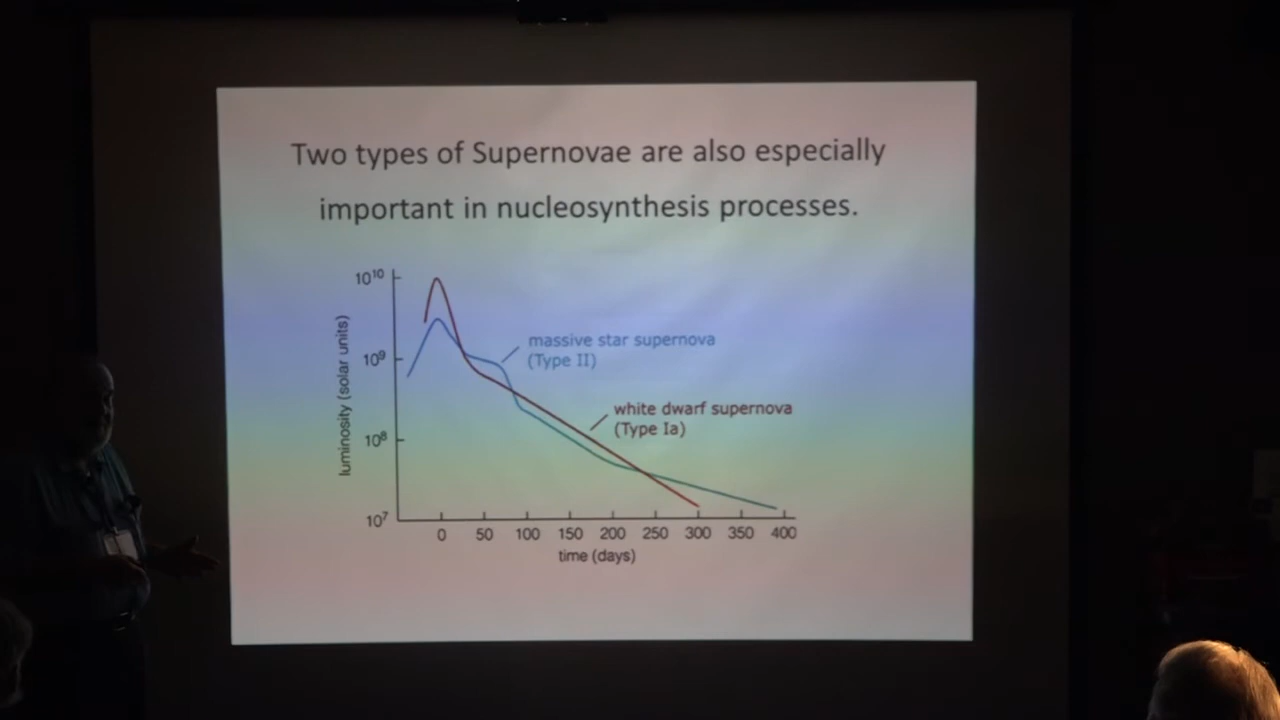 Two types of Supernovae are also especially
important in nucleosynthesis processes.
10¹⁰
10⁹
10⁸
10⁷
luminosity (solar units)
massive star supernova
(Type II)
white dwarf supernova
(Type Ia)
0 50 100 150 200 250 300 350 400
time (days)